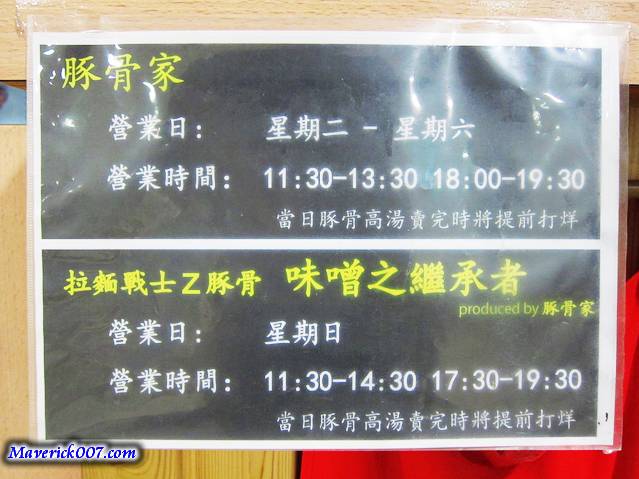 豚骨家
營業日: 星期二 - 星期六
營業時間: 11:30-13:30 18:00-19:30
當日豚骨高湯賣完時將提前打烊
拉麵戰士Z豚骨 味噌之繼承者
produced by 豚骨家
營業日: 星期日
營業時間: 11:30-14:30 17:30-19:30
當日豚骨高湯賣完時將提前打烊
Maverick007.com